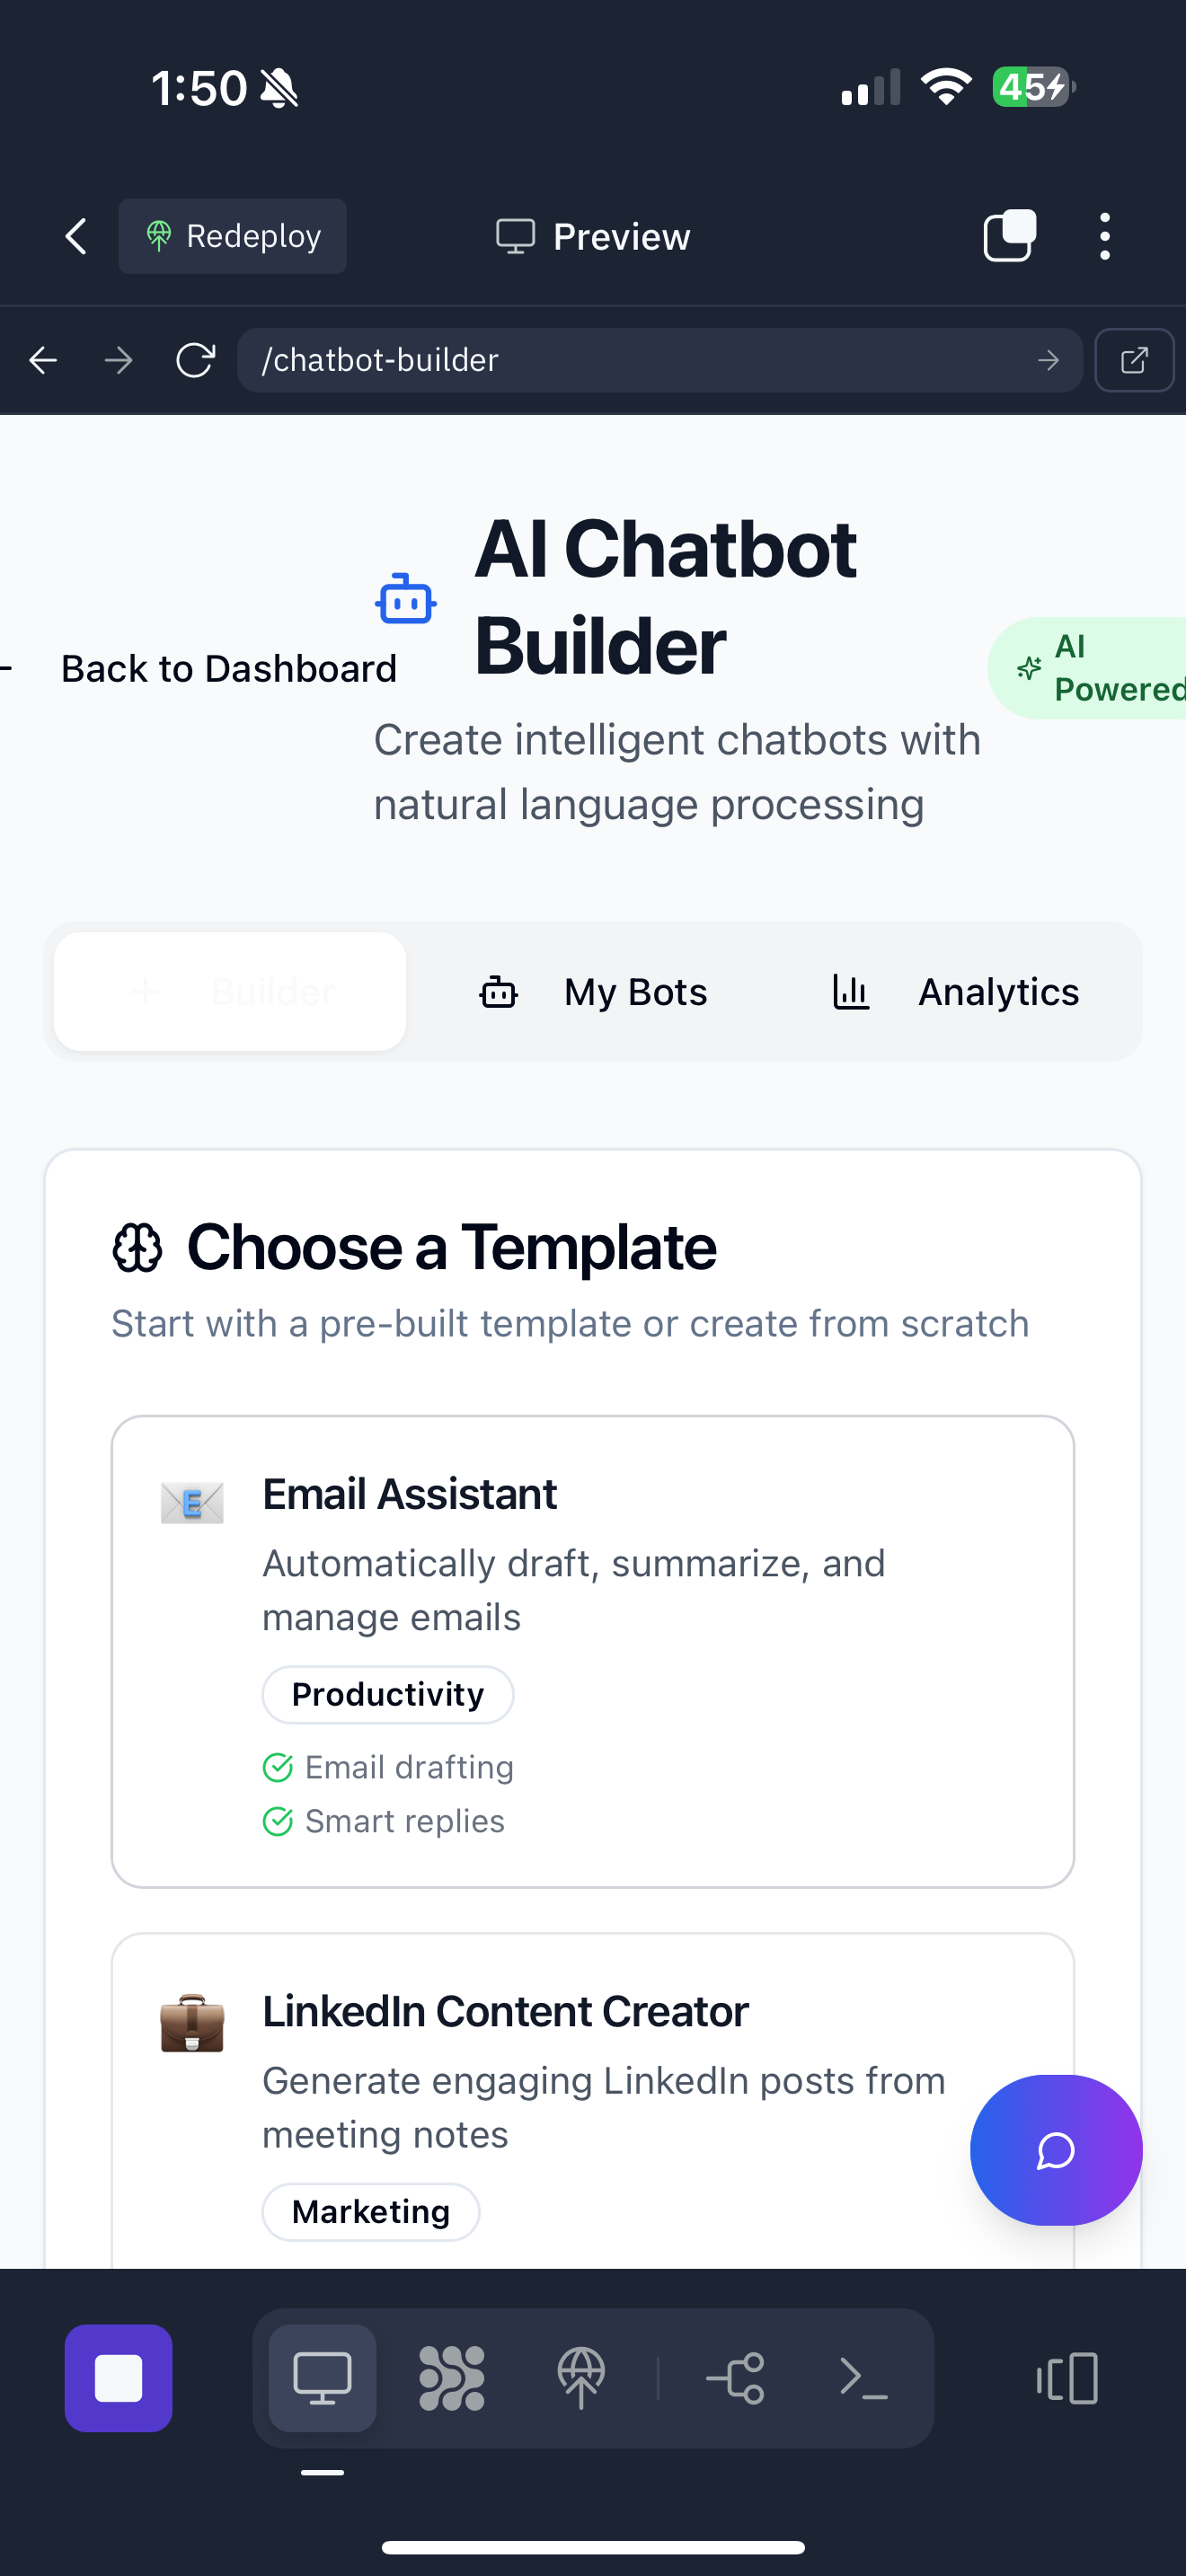 1:50
45
Redeploy
Preview
/chatbot-builder
AI Chatbot
Builder
Back to Dashboard
AI
Powered
Create intelligent chatbots with
natural language processing
Builder
My Bots
Analytics
Choose a Template
Start with a pre-built template or create from scratch
E
Email Assistant
Automatically draft, summarize, and
manage emails
Productivity
Email drafting
Smart replies
LinkedIn Content Creator
Generate engaging LinkedIn posts from
meeting notes
Marketing